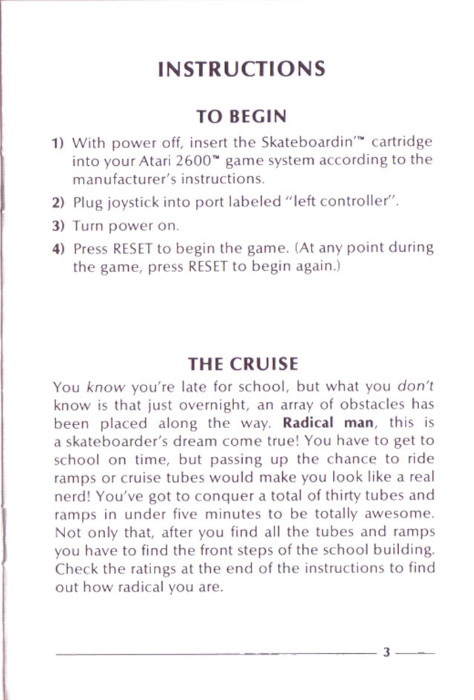 INSTRUCTIONS
TO BEGIN
1) With power off, insert the Skateboardin'™ cartridge
into your Atari 2600™ game system according to the
manufacturer's instructions.
2) Plug joystick into port labeled "left controller".
3) Turn power on.
4) Press RESET to begin the game. (At any point during
the game, press RESET to begin again.)
THE CRUISE
You know you're late for school, but what you don't
know is that just overnight, an array of obstacles has
been placed along the way. Radical man, this is
a skateboarder's dream come true! You have to get to
school on time, but passing up the chance to ride
ramps or cruise tubes would make you look like a real
nerd! You've got to conquer a total of thirty tubes and
ramps in under five minutes to be totally awesome.
Not only that, after you find all the tubes and ramps
you have to find the front steps of the school building.
Check the ratings at the end of the instructions to find
out how radical you are.
3